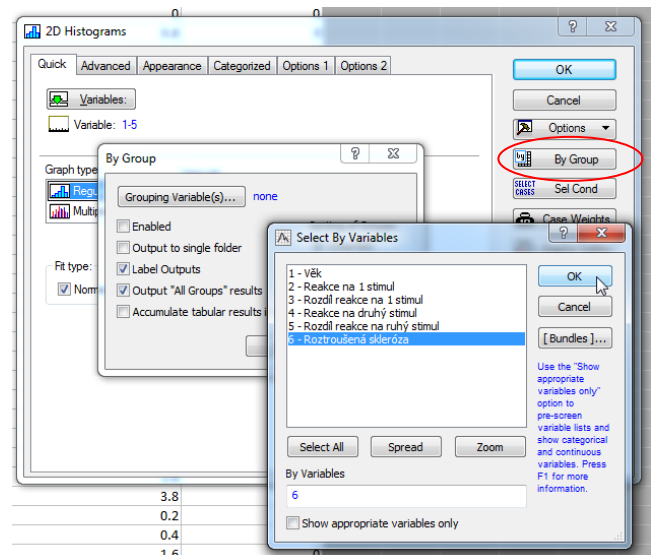 0 0
2D Histograms
Quick Advanced Appearance Categorized Options 1 Options 2
OK
Variables:
Cancel
Variable: 1-5
Options
By Group
By Group
Graph type
Grouping Variable(s)... none
SELECT CASES Sel Cond
Case Weights
Enabled
Select By Variables
Output to single folder
Fit type:
Label Outputs
1 - Věk
OK
Norm
Output "All Groups" results
2 - Reakce na 1 stimul
3 - Rozdíl reakce na 1 stimul
Accumulate tabular results i
4 - Reakce na druhý stimul
Cancel
5 - Rozdíl reakce na ruhý stimul
6 - Roztroušená skleróza
[ Bundles ]...
Use the "Show
appropriate
variables only"
option to
pre-screen
variable lists and
show categorical
and continuous
variables. Press
F1 for more
information.
Select All Spread Zoom
By Variables
6
Show appropriate variables only
3.8
0.2
0.4
1.6 0